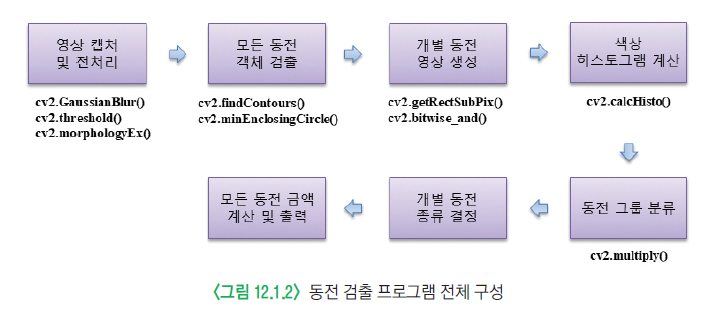 영상 캡처
및 전처리
cv2.GaussianBlur()
cv2.threshold()
cv2.morphologyEx()
모든 동전
객체 검출
cv2.findContours()
cv2.minEnclosingCircle()
개별 동전
영상 생성
cv2.getRectSubPix()
cv2.bitwise_and()
색상
히스토그램 계산
cv2.calcHisto()
동전 그룹 분류
cv2.multiply()
개별 동전
종류 결정
모든 동전 금액
계산 및 출력
〈그림 12.1.2〉 동전 검출 프로그램 전체 구성